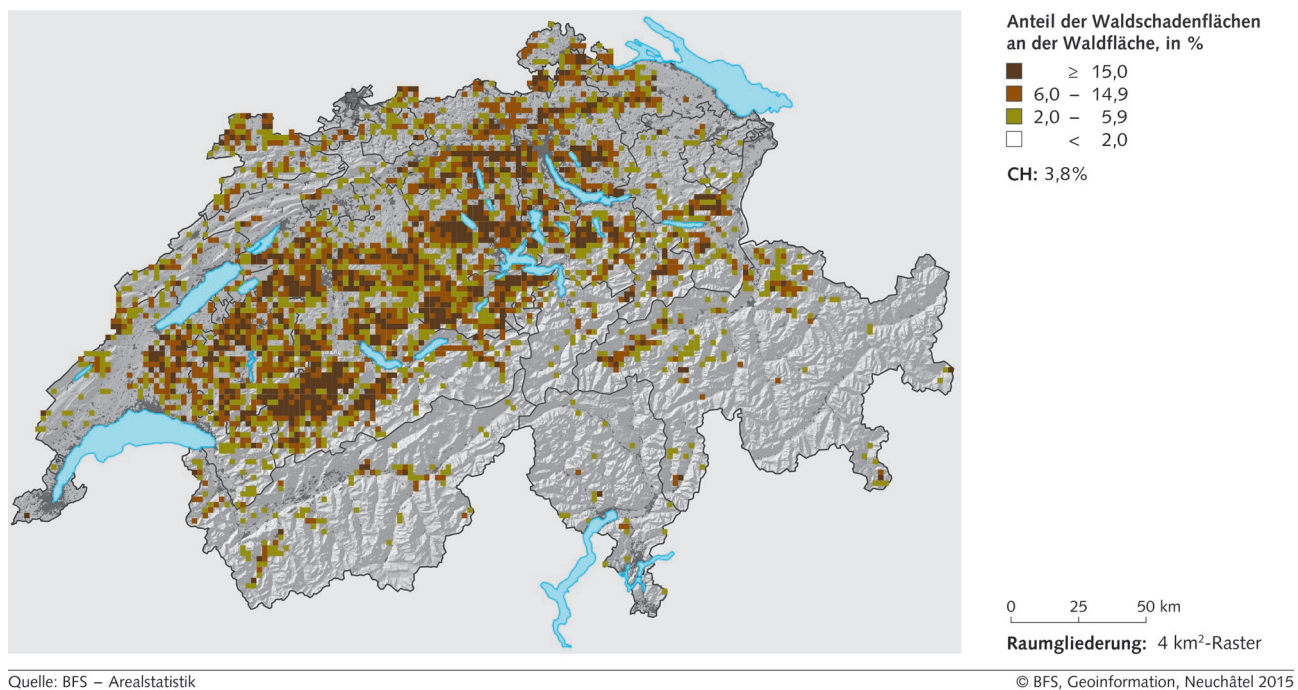 Anteil der Waldschadenflächen
an der Waldfläche, in %
≥ 15,0
6,0 – 14,9
2,0 – 5,9
< 2,0
CH: 3,8%
0 25 50 km
Raumgliederung: 4 km²-Raster
Quelle: BFS – Arealstatistik
© BFS, Geoinformation, Neuchâtel 2015